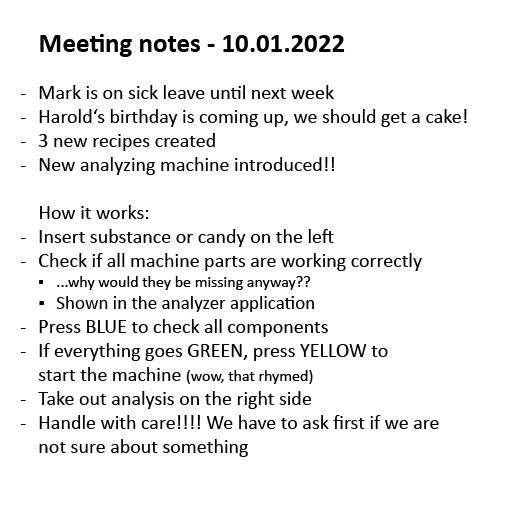 Meeting notes - 10.01.2022
- Mark is on sick leave until next week
- Harold‘s birthday is coming up, we should get a cake!
- 3 new recipes created
- New analyzing machine introduced!!
How it works:
- Insert substance or candy on the left
- Check if all machine parts are working correctly
▪ ...why would they be missing anyway??
▪ Shown in the analyzer application
- Press BLUE to check all components
- If everything goes GREEN, press YELLOW to
start the machine (wow, that rhymed)
- Take out analysis on the right side
- Handle with care!!!! We have to ask first if we are
not sure about something